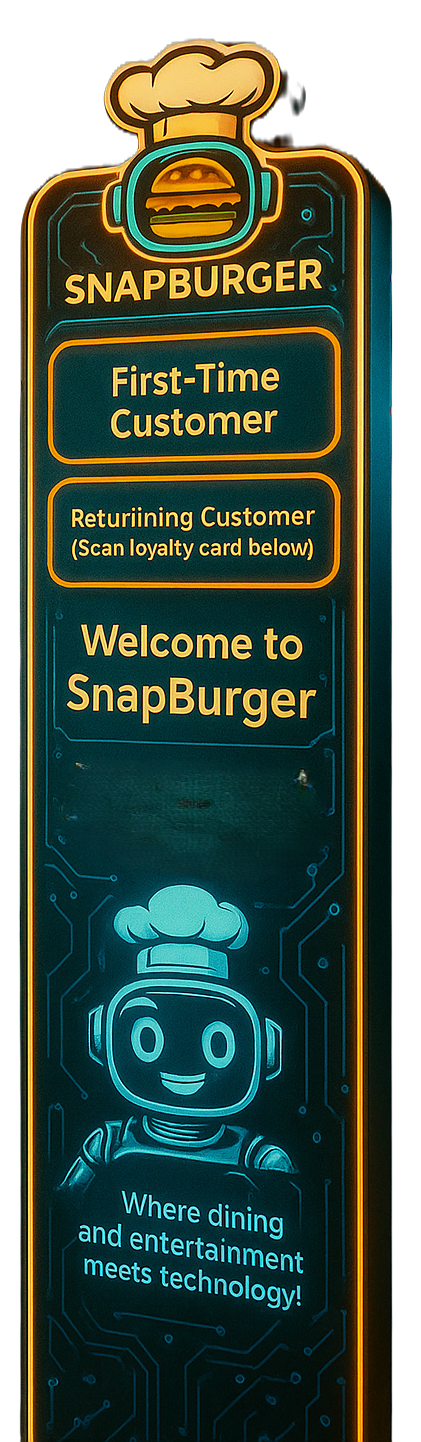 SNAPBURGER
First-Time
Customer
Returiining Customer
(Scan loyalty card below)
Welcome to
SnapBurger
Where dining
and entertainment
meets technology!